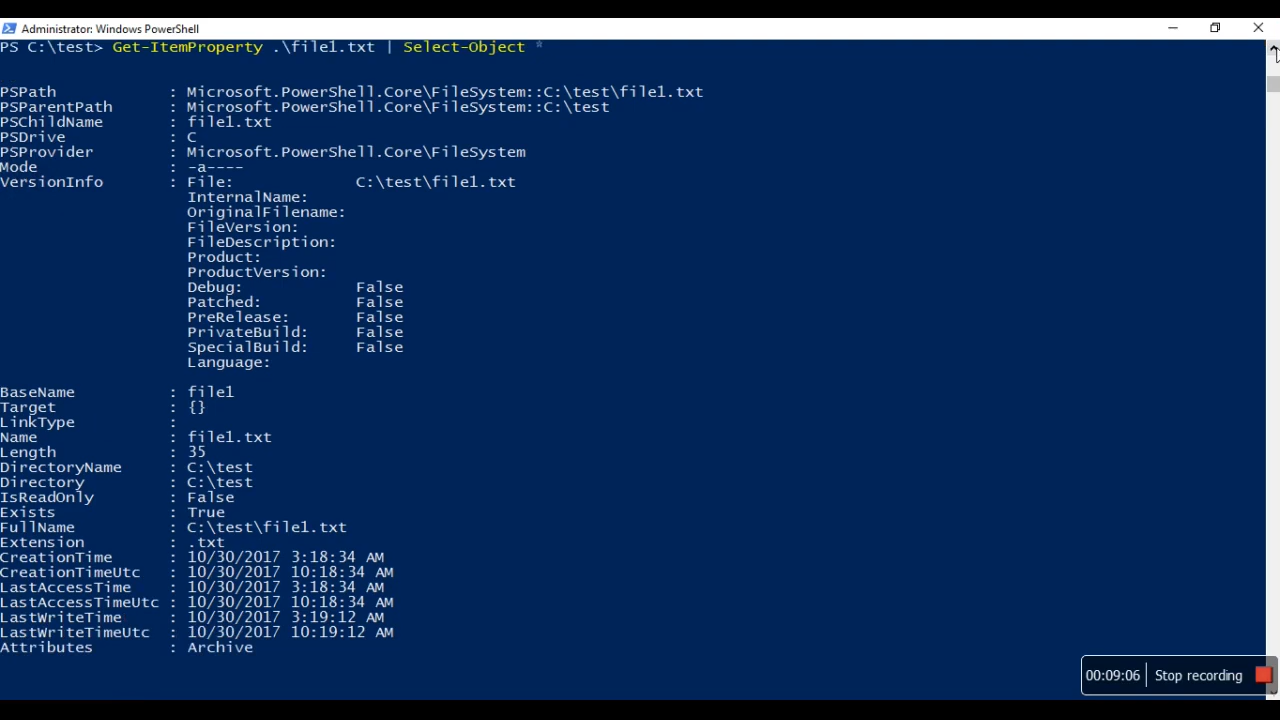 Administrator: Windows PowerShell
PS C:\test> Get-ItemProperty .\file1.txt | Select-Object *
PSPath : Microsoft.PowerShell.Core\FileSystem::C:\test\file1.txt
PSParentPath : Microsoft.PowerShell.Core\FileSystem::C:\test
PSChildName : file1.txt
PSDrive : C
PSProvider : Microsoft.PowerShell.Core\FileSystem
Mode : -a----
VersionInfo : File: C:\test\file1.txt
InternalName:
OriginalFilename:
FileVersion:
FileDescription:
Product:
ProductVersion:
Debug: False
Patched: False
PreRelease: False
PrivateBuild: False
SpecialBuild: False
Language:
BaseName : file1
Target : {}
LinkType :
Name : file1.txt
Length : 35
DirectoryName : C:\test
Directory : C:\test
IsReadOnly : False
Exists : True
FullName : C:\test\file1.txt
Extension : .txt
CreationTime : 10/30/2017 3:18:34 AM
CreationTimeUtc : 10/30/2017 10:18:34 AM
LastAccessTime : 10/30/2017 3:18:34 AM
LastAccessTimeUtc : 10/30/2017 10:18:34 AM
LastWriteTime : 10/30/2017 3:19:12 AM
LastWriteTimeUtc : 10/30/2017 10:19:12 AM
Attributes : Archive
00:09:06 Stop recording